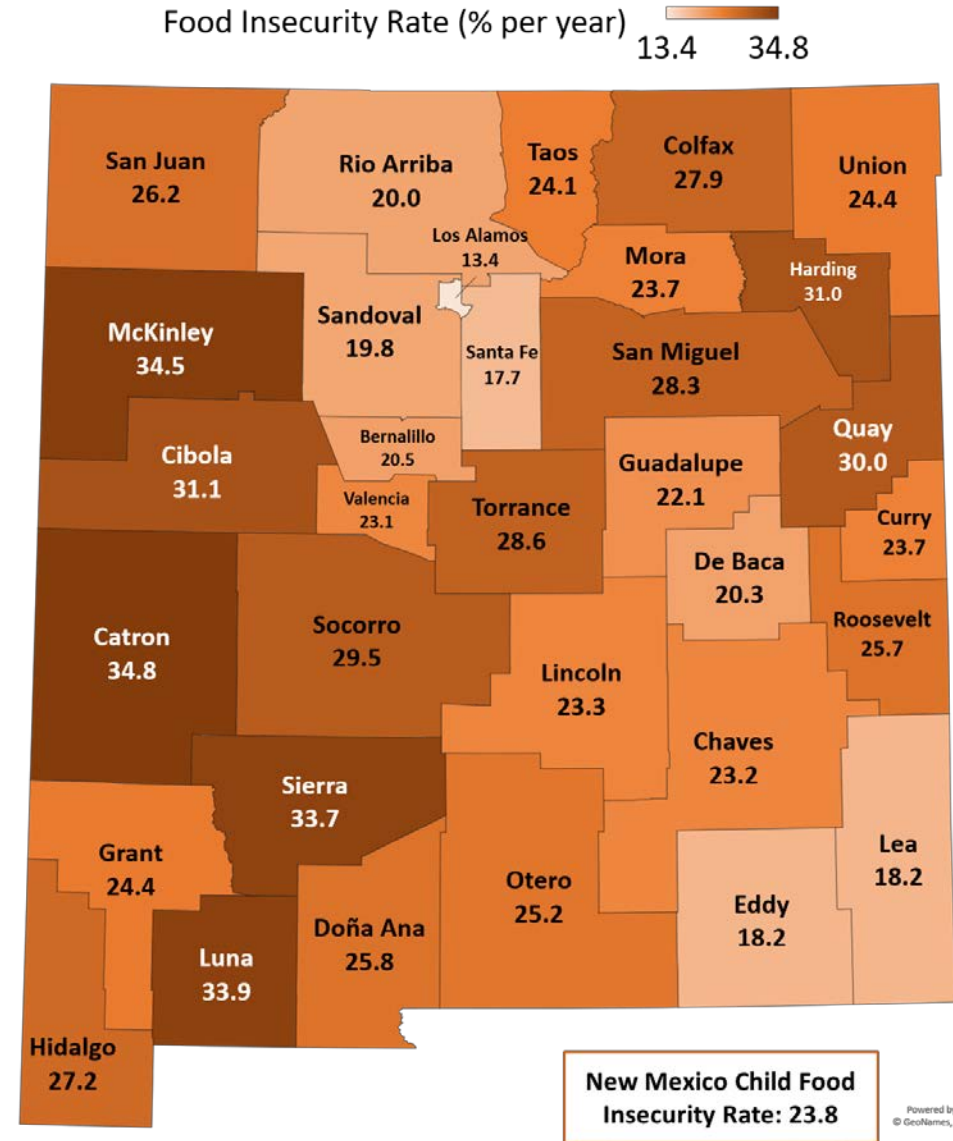 Food Insecurity Rate (% per year)
13.4 34.8
San Juan
26.2
Rio Arriba
20.0
Taos
24.1
Colfax
27.9
Union
24.4
Los Alamos
13.4
Mora
23.7
Harding
31.0
McKinley
34.5
Sandoval
19.8
Santa Fe
17.7
San Miguel
28.3
Quay
30.0
Cibola
31.1
Bernalillo
20.5
Guadalupe
22.1
Valencia
23.1
Torrance
28.6
Curry
23.7
De Baca
20.3
Catron
34.8
Socorro
29.5
Roosevelt
25.7
Lincoln
23.3
Chaves
23.2
Sierra
33.7
Grant
24.4
Otero
25.2
Lea
18.2
Eddy
18.2
Doña Ana
25.8
Luna
33.9
Hidalgo
27.2
New Mexico Child Food
Insecurity Rate: 23.8
Powered by
© GeoNames,